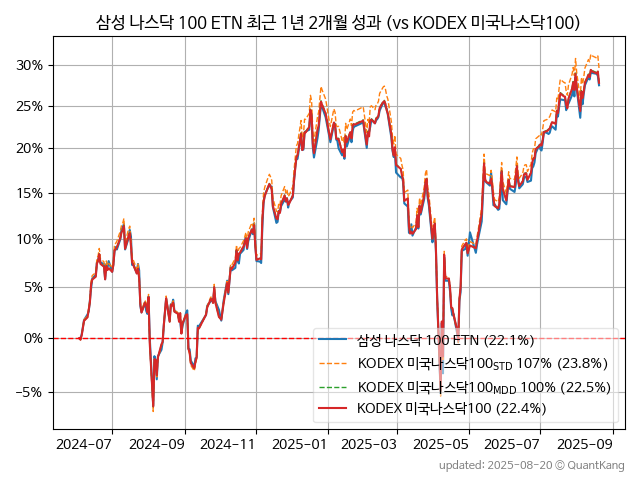 삼성 나스닥 100 ETN 최근 1년 2개월 성과 (vs KODEX 미국나스닥100)
30%
25%
20%
15%
10%
5%
0%
−5%
삼성 나스닥 100 ETN (22.1%)
KODEX 미국나스닥100STD 107% (23.8%)
KODEX 미국나스닥100MDD 100% (22.5%)
KODEX 미국나스닥100 (22.4%)
2024-07 2024-09 2024-11 2025-01 2025-03 2025-05 2025-07 2025-09
updated: 2025-08-20 © QuantKang